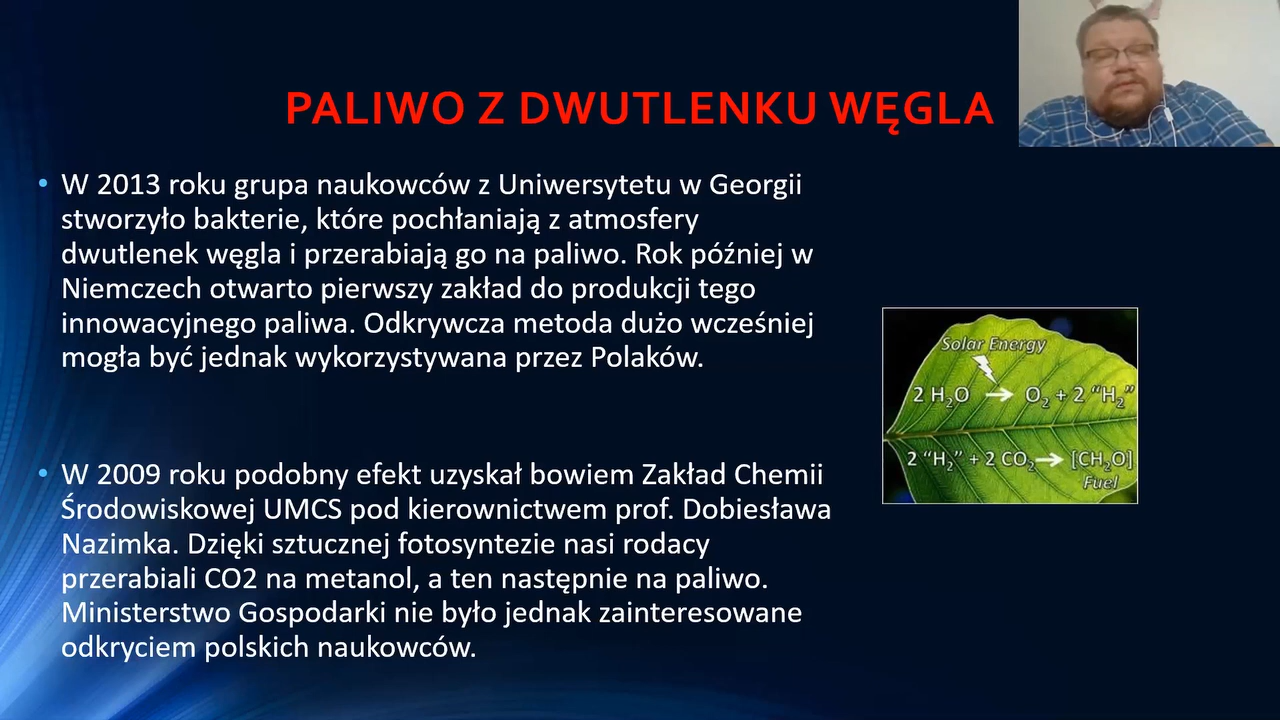 PALIWO Z DWUTLENKU WĘGLA
• W 2013 roku grupa naukowców z Uniwersytetu w Georgii
stworzyło bakterie, które pochłaniają z atmosfery
dwutlenek węgla i przerabiają go na paliwo. Rok później w
Niemczech otwarto pierwszy zakład do produkcji tego
innowacyjnego paliwa. Odkrywcza metoda dużo wcześniej
mogła być jednak wykorzystywana przez Polaków.
• W 2009 roku podobny efekt uzyskał bowiem Zakład Chemii
Środowiskowej UMCS pod kierownictwem prof. Dobiesława
Nazimka. Dzięki sztucznej fotosyntezie nasi rodacy
przerabiali CO2 na metanol, a ten następnie na paliwo.
Ministerstwo Gospodarki nie było jednak zainteresowane
odkryciem polskich naukowców.
Solar Energy
2 H₂O → O₂ + 2 “H₂”
2 “H₂” + 2 CO₂ → [CH₂O]
Fuel